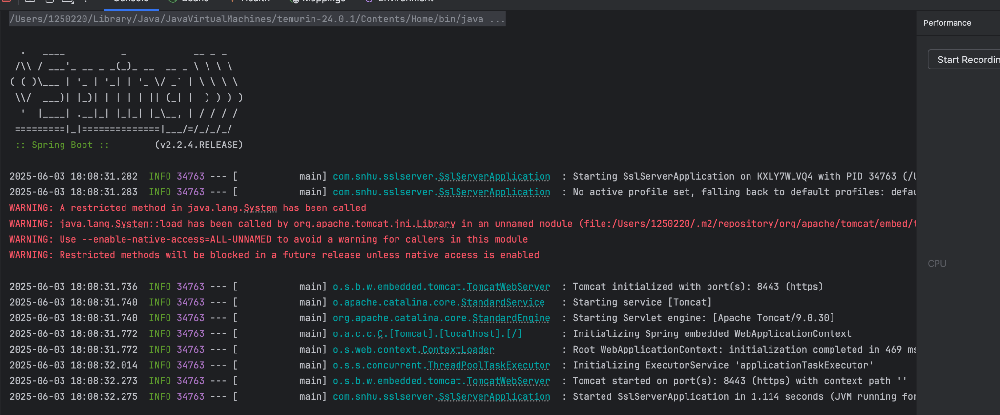 Console Beans Health Mappings Environment
/Users/1250220/Library/Java/JavaVirtualMachines/temurin-24.0.1/Contents/Home/bin/java ...
Performance
Start Recordin
  .   ____          _            __ _ _
 /\\ / ___'_ __ _ _(_)_ __  __ _ \ \ \ \
( ( )\___ | '_ | '_| | '_ \/ _` | \ \ \ \
 \\/  ___)| |_)| | | | | || (_| |  ) ) ) )
  '  |____| .__|_| |_|_| |_\__, | / / / /
 =========|_|==============|___/=/_/_/_/
 :: Spring Boot ::        (v2.2.4.RELEASE)
2025-06-03 18:08:31.282  INFO 34763 --- [           main] com.snhu.sslserver.SslServerApplication  : Starting SslServerApplication on KXLY7WLVQ4 with PID 34763 (/U
2025-06-03 18:08:31.283  INFO 34763 --- [           main] com.snhu.sslserver.SslServerApplication  : No active profile set, falling back to default profiles: defau
WARNING: A restricted method in java.lang.System has been called
WARNING: java.lang.System::load has been called by org.apache.tomcat.jni.Library in an unnamed module (file:/Users/1250220/.m2/repository/org/apache/tomcat/embed/t
WARNING: Use --enable-native-access=ALL-UNNAMED to avoid a warning for callers in this module
WARNING: Restricted methods will be blocked in a future release unless native access is enabled
CPU
2025-06-03 18:08:31.736  INFO 34763 --- [           main] o.s.b.w.embedded.tomcat.TomcatWebServer  : Tomcat initialized with port(s): 8443 (https)
2025-06-03 18:08:31.740  INFO 34763 --- [           main] o.apache.catalina.core.StandardService   : Starting service [Tomcat]
2025-06-03 18:08:31.740  INFO 34763 --- [           main] org.apache.catalina.core.StandardEngine  : Starting Servlet engine: [Apache Tomcat/9.0.30]
2025-06-03 18:08:31.772  INFO 34763 --- [           main] o.a.c.c.C.[Tomcat].[localhost].[/]       : Initializing Spring embedded WebApplicationContext
2025-06-03 18:08:31.772  INFO 34763 --- [           main] o.s.web.context.ContextLoader            : Root WebApplicationContext: initialization completed in 469 ms
2025-06-03 18:08:32.014  INFO 34763 --- [           main] o.s.s.concurrent.ThreadPoolTaskExecutor  : Initializing ExecutorService 'applicationTaskExecutor'
2025-06-03 18:08:32.273  INFO 34763 --- [           main] o.s.b.w.embedded.tomcat.TomcatWebServer  : Tomcat started on port(s): 8443 (https) with context path ''
2025-06-03 18:08:32.275  INFO 34763 --- [           main] com.snhu.sslserver.SslServerApplication  : Started SslServerApplication in 1.114 seconds (JVM running for